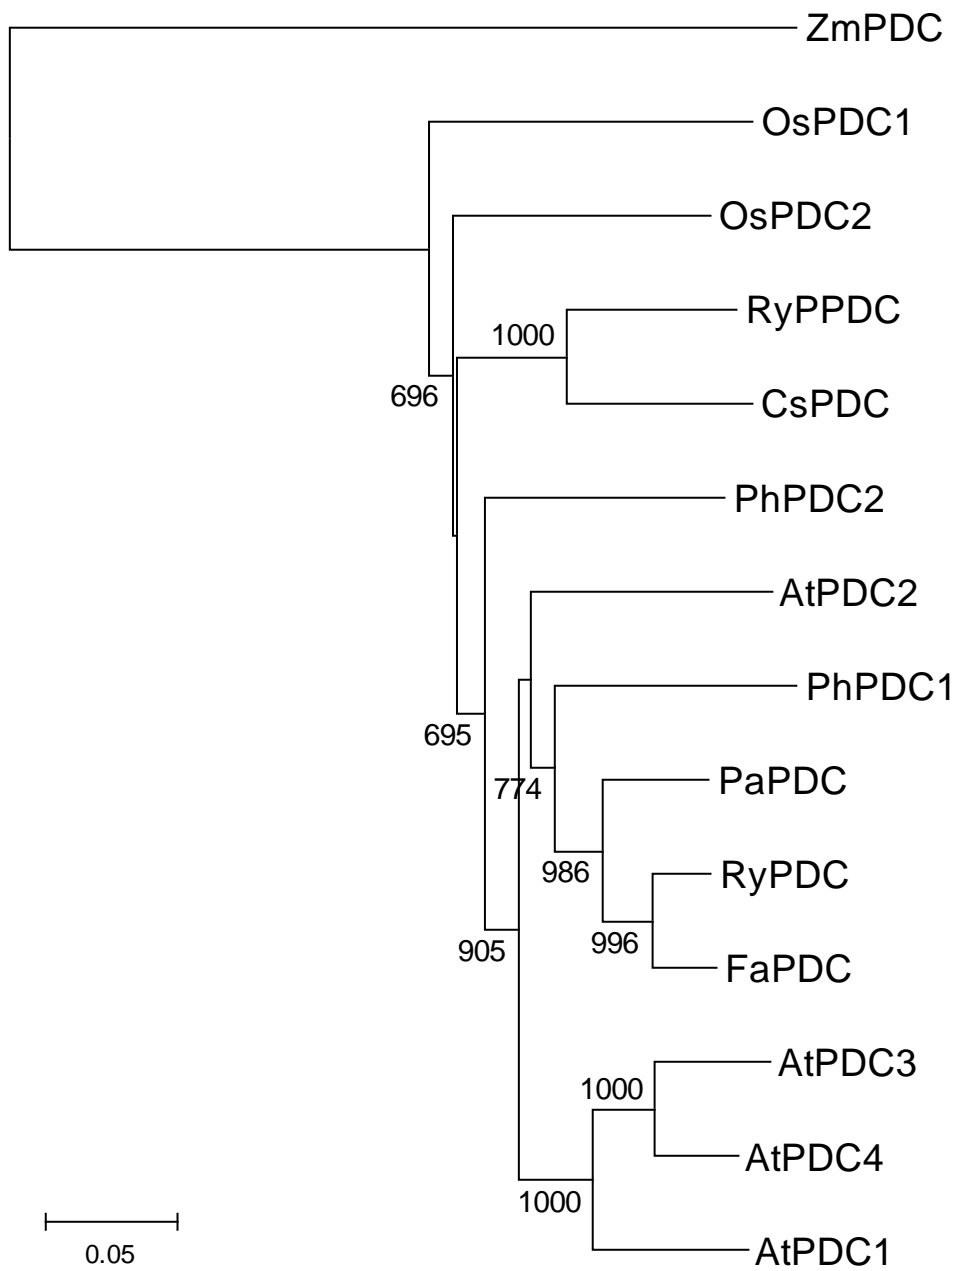 ZmPDC
OsPDC1
OsPDC2
RyPPDC
1000
696
CsPDC
PhPDC2
AtPDC2
PhPDC1
695
774
PaPDC
986
RyPDC
996
905
FaPDC
AtPDC3
1000
AtPDC4
1000
0.05
AtPDC1